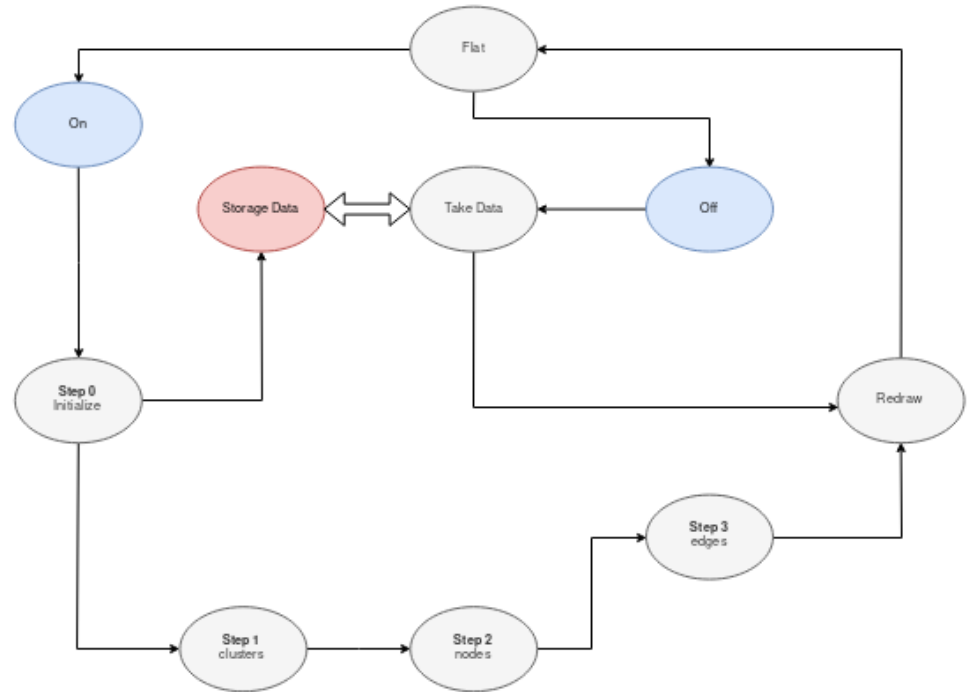 Flat
On
Storage Data
Take Data
Off
Step 0
Initialize
Redraw
Step 3
edges
Step 1
clusters
Step 2
nodes